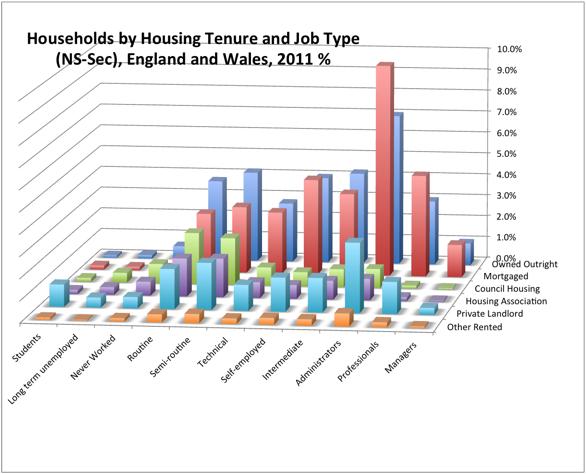 Households by Housing Tenure and Job Type
(NS-Sec), England and Wales, 2011 %
10.0%
9.0%
8.0%
7.0%
6.0%
5.0%
4.0%
3.0%
2.0%
1.0%
0.0%
Owned Outright
Mortgaged
Council Housing
Housing Association
Private Landlord
Other Rented
Students
Long term unemployed
Never Worked
Routine
Semi-routine
Technical
Self-employed
Intermediate
Administrators
Professionals
Managers